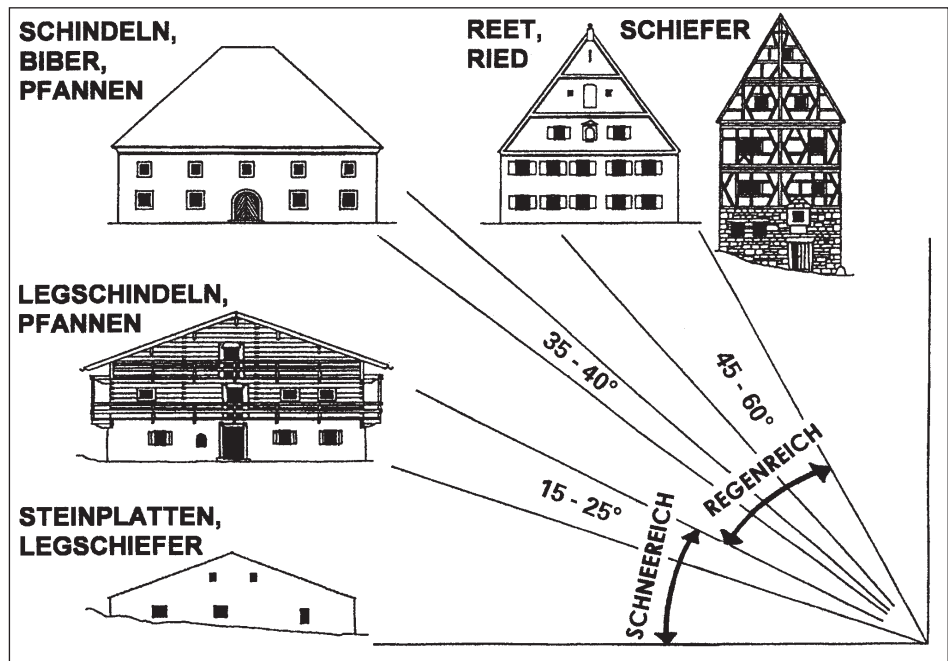 SCHINDELN,
BIBER,
PFANNEN
REET,
RIED
SCHIEFER
LEGSCHINDELN,
PFANNEN
35 - 40°
45 - 60°
REGENREICH
15 - 25°
SCHNEEREICH
STEINPLATTEN,
LEGSCHIEFER